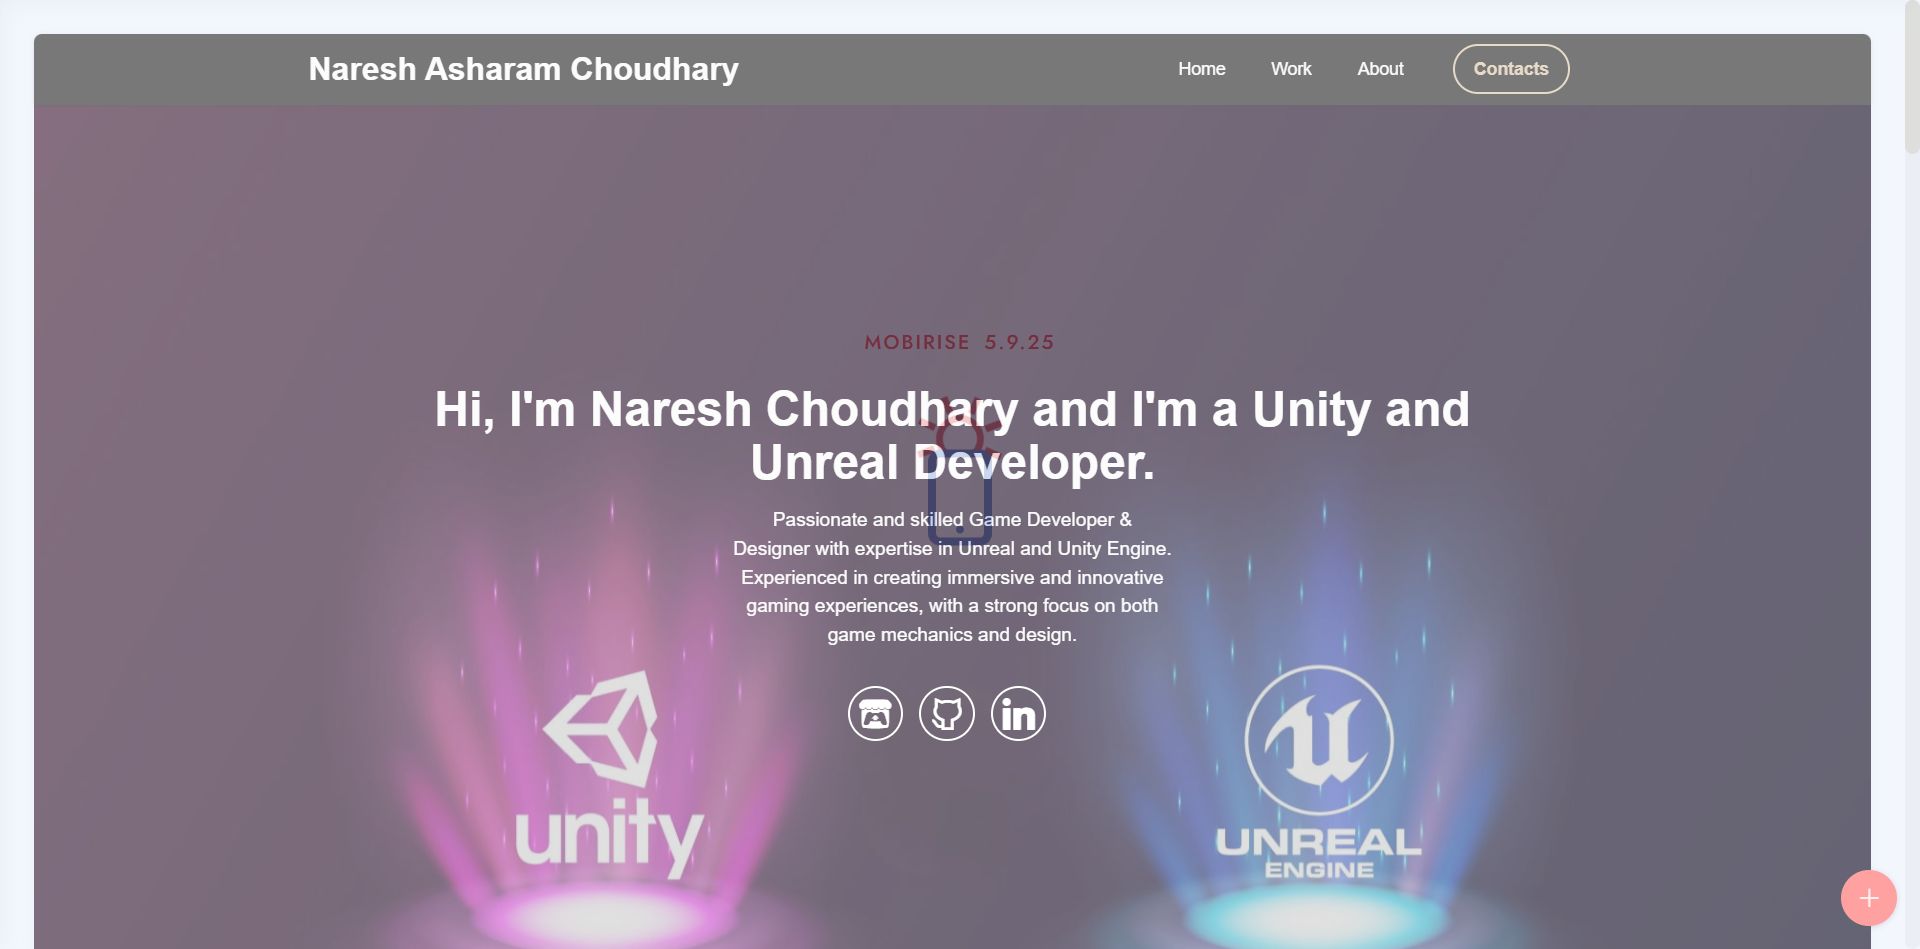 Naresh Asharam Choudhary
Home Work About Contacts
MOBIRISE 5.9.25
Hi, I'm Naresh Choudhary and I'm a Unity and
Unreal Developer.
Passionate and skilled Game Developer &
Designer with expertise in Unreal and Unity Engine.
Experienced in creating immersive and innovative
gaming experiences, with a strong focus on both
game mechanics and design.
in
unity
UNREAL
ENGINE